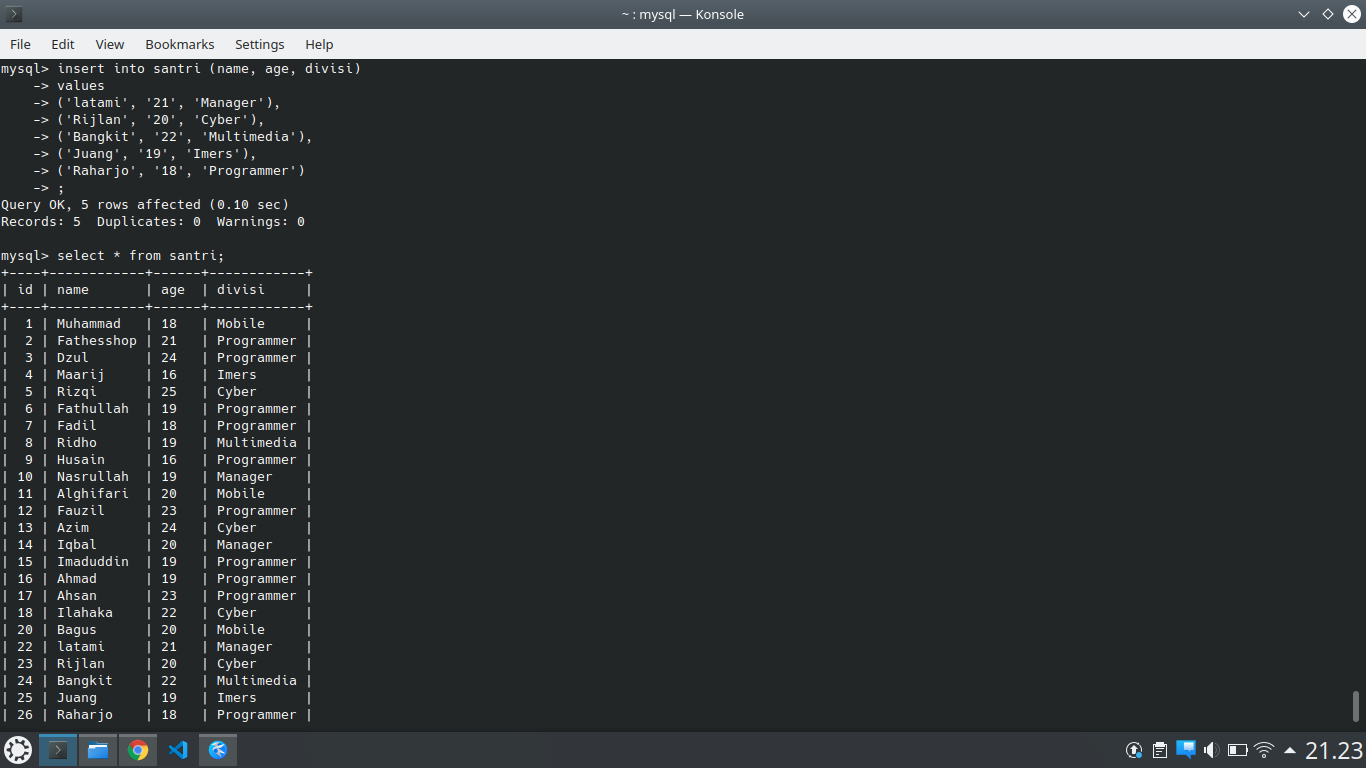 ~ : mysql — Konsole
File Edit View Bookmarks Settings Help
mysql> insert into santri (name, age, divisi)
    -> values
    -> ('latami', '21', 'Manager'),
    -> ('Rijlan', '20', 'Cyber'),
    -> ('Bangkit', '22', 'Multimedia'),
    -> ('Juang', '19', 'Imers'),
    -> ('Raharjo', '18', 'Programmer')
    -> ;
Query OK, 5 rows affected (0.10 sec)
Records: 5  Duplicates: 0  Warnings: 0
mysql> select * from santri;
+----+------------+------+------------+
| id | name       | age  | divisi     |
+----+------------+------+------------+
|  1 | Muhammad   | 18   | Mobile     |
|  2 | Fathesshop | 21   | Programmer |
|  3 | Dzul       | 24   | Programmer |
|  4 | Maarij     | 16   | Imers      |
|  5 | Rizqi      | 25   | Cyber      |
|  6 | Fathullah  | 19   | Programmer |
|  7 | Fadil      | 18   | Programmer |
|  8 | Ridho      | 19   | Multimedia |
|  9 | Husain     | 16   | Programmer |
| 10 | Nasrullah  | 19   | Manager    |
| 11 | Alghifari  | 20   | Mobile     |
| 12 | Fauzil     | 23   | Programmer |
| 13 | Azim       | 24   | Cyber      |
| 14 | Iqbal      | 20   | Manager    |
| 15 | Imaduddin  | 19   | Programmer |
| 16 | Ahmad      | 19   | Programmer |
| 17 | Ahsan      | 23   | Programmer |
| 18 | Ilahaka    | 22   | Cyber      |
| 20 | Bagus      | 20   | Mobile     |
| 22 | latami     | 21   | Manager    |
| 23 | Rijlan     | 20   | Cyber      |
| 24 | Bangkit    | 22   | Multimedia |
| 25 | Juang      | 19   | Imers      |
| 26 | Raharjo    | 18   | Programmer |
21.23